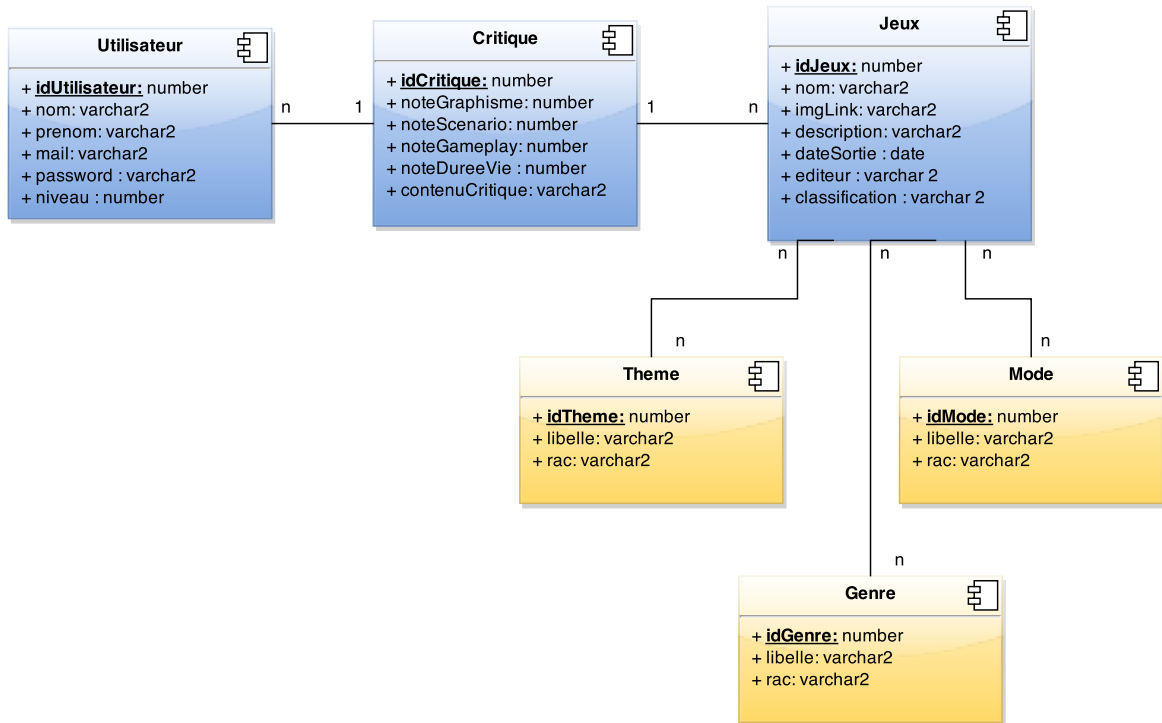 Utilisateur
+ idUtilisateur: number
+ nom: varchar2
+ prenom: varchar2
+ mail: varchar2
+ password : varchar2
+ niveau : number
n
1
Critique
+ idCritique: number
+ noteGraphisme: number
+ noteScenario: number
+ noteGameplay: number
+ noteDureeVie : number
+ contenuCritique: varchar2
1
n
Jeux
+ idJeux: number
+ nom: varchar2
+ imgLink: varchar2
+ description: varchar2
+ dateSortie : date
+ editeur : varchar 2
+ classification : varchar 2
n
n
n
n
n
Theme
+ idTheme: number
+ libelle: varchar2
+ rac: varchar2
Mode
+ idMode: number
+ libelle: varchar2
+ rac: varchar2
n
Genre
+ idGenre: number
+ libelle: varchar2
+ rac: varchar2